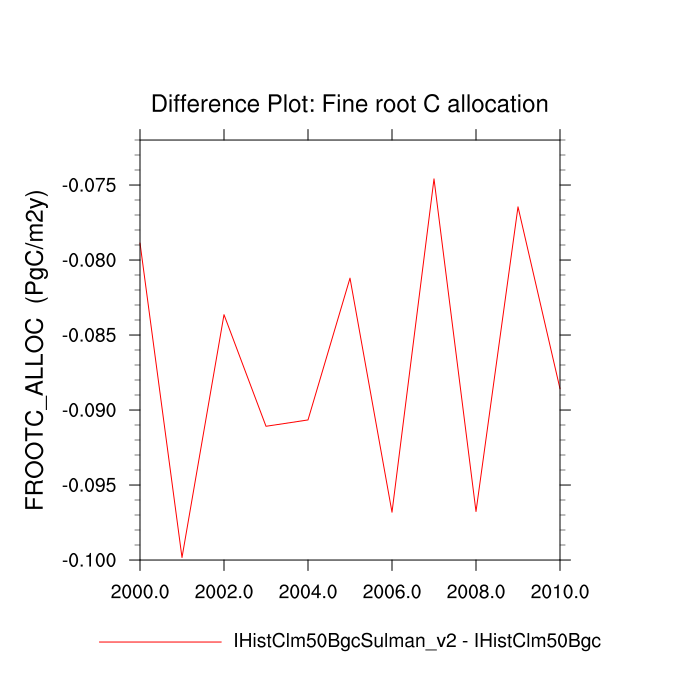 Difference Plot: Fine root C allocation
FROOTC_ALLOC (PgC/m2y)
-0.075
-0.080
-0.085
-0.090
-0.095
-0.100
2000.0 2002.0 2004.0 2006.0 2008.0 2010.0
IHistClm50BgcSulman_v2 - IHistClm50Bgc